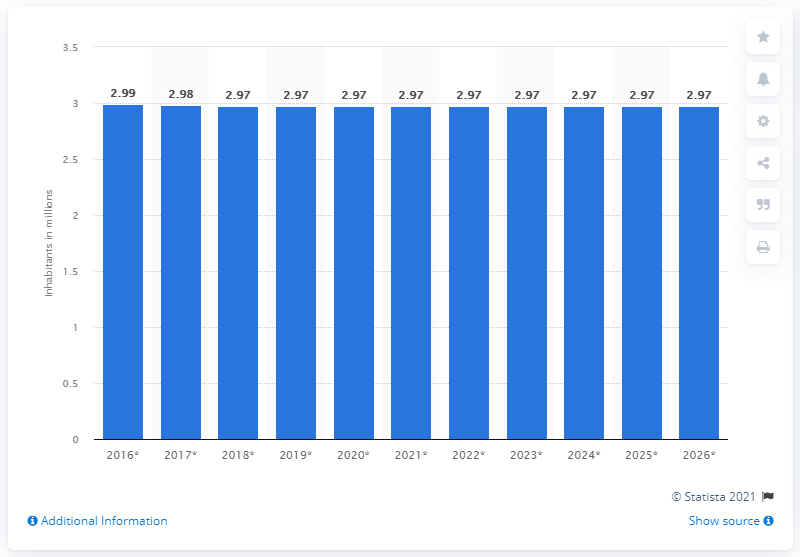 3.5
3
2.5
2
1.5
1
0.5
0
Inhabitants in millions
2.99 2.98 2.97 2.97 2.97 2.97 2.97 2.97 2.97 2.97 2.97
2016* 2017* 2018* 2019* 2020* 2021* 2022* 2023* 2024* 2025* 2026*
© Statista 2021
Additional Information
Show source